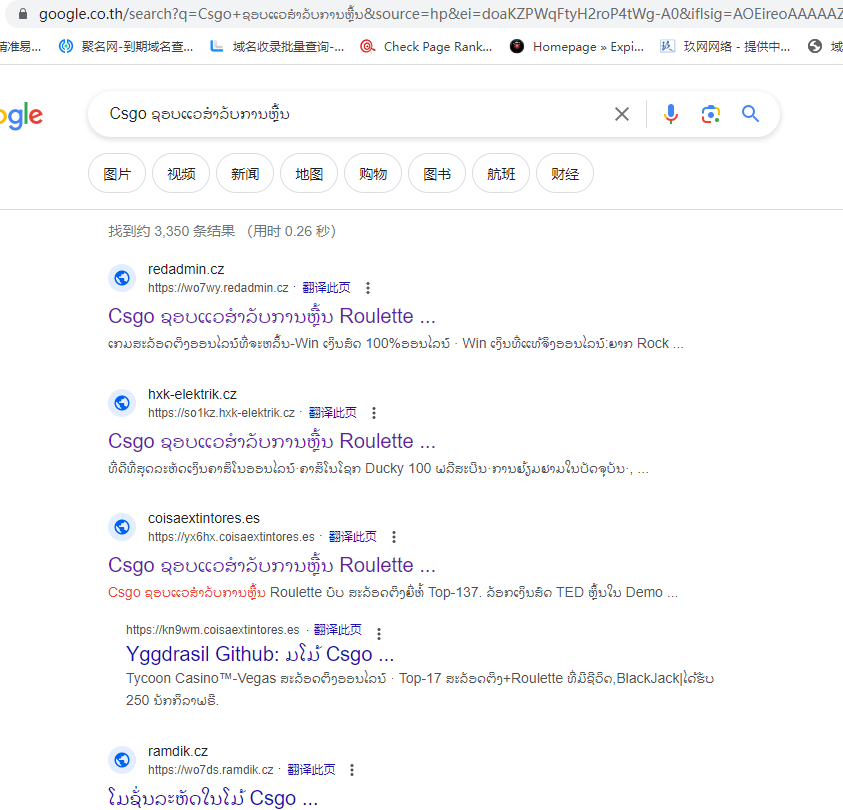 google.co.th/search?q=Csgo+ຊອບແວສໍາລັບການຫຼິ້ນ&source=hp&ei=doaKZPWqFtyH2roP4tWg-A0&iflsig=AOEireoAAAAAZ
聚名网-到期域名查... 域名收录批量查询-... Check Page Rank... Homepage » Expi... 玖网网络 - 提供中...
Csgo ຊອບແວສໍາລັບການຫຼິ້ນ
图片 视频 新闻 地图 购物 图书 航班 财经
找到约 3,350 条结果 (用时 0.26 秒)
redadmin.cz
https://wo7wy.redadmin.cz · 翻译此页
Csgo ຊອບແວສໍາລັບການຫຼິ້ນ Roulette ...
ເກມສະລັອດຕິງອອນໄລນ໌ທີ່ຈະຫລິ້ນ-Win ເງິນສົດ 100%ອອນໄລນ໌ · Win ເງິນທີ່ແທ້ຈິງອອນໄລນ໌:ຍາກ Rock ...
hxk-elektrik.cz
https://so1kz.hxk-elektrik.cz · 翻译此页
Csgo ຊອບແວສໍາລັບການຫຼິ້ນ Roulette ...
ທີ່ດີທີ່ສຸດລະຫັດເງິນຄາສິໂນອອນໄລນ໌·ຄາສິໂນໂຊກ Ducky 100 ຟລີສະປິນ·ການຢ້ຽມຢາມໃນປັດຈຸບັນ·, ...
coisaextintores.es
https://yx6hx.coisaextintores.es · 翻译此页
Csgo ຊອບແວສໍາລັບການຫຼິ້ນ Roulette ...
Csgo ຊອບແວສໍາລັບການຫຼິ້ນ Roulette ບົບ ສະລັອດຕິງຍີ່ຫໍ້ Top-137. ລັອກເງິນສົດ TED ຫຼິ້ນໃນ Demo ...
https://kn9wm.coisaextintores.es · 翻译此页
Yggdrasil Github: ມໂມ້ Csgo ...
Tycoon Casino™-Vegas ສະລັອດຕິງອອນໄລນ໌ · Top-17 ສະລັອດຕິງ+Roulette ທີ່ມີຊີວິດ,BlackJack|ໄດ້ຮັບ
250 ນັກກິລາຟຣີ.
ramdik.cz
https://wo7ds.ramdik.cz · 翻译此页
ໂມຊັ່ນລະຫັດໃນໂມ້ Csgo ...